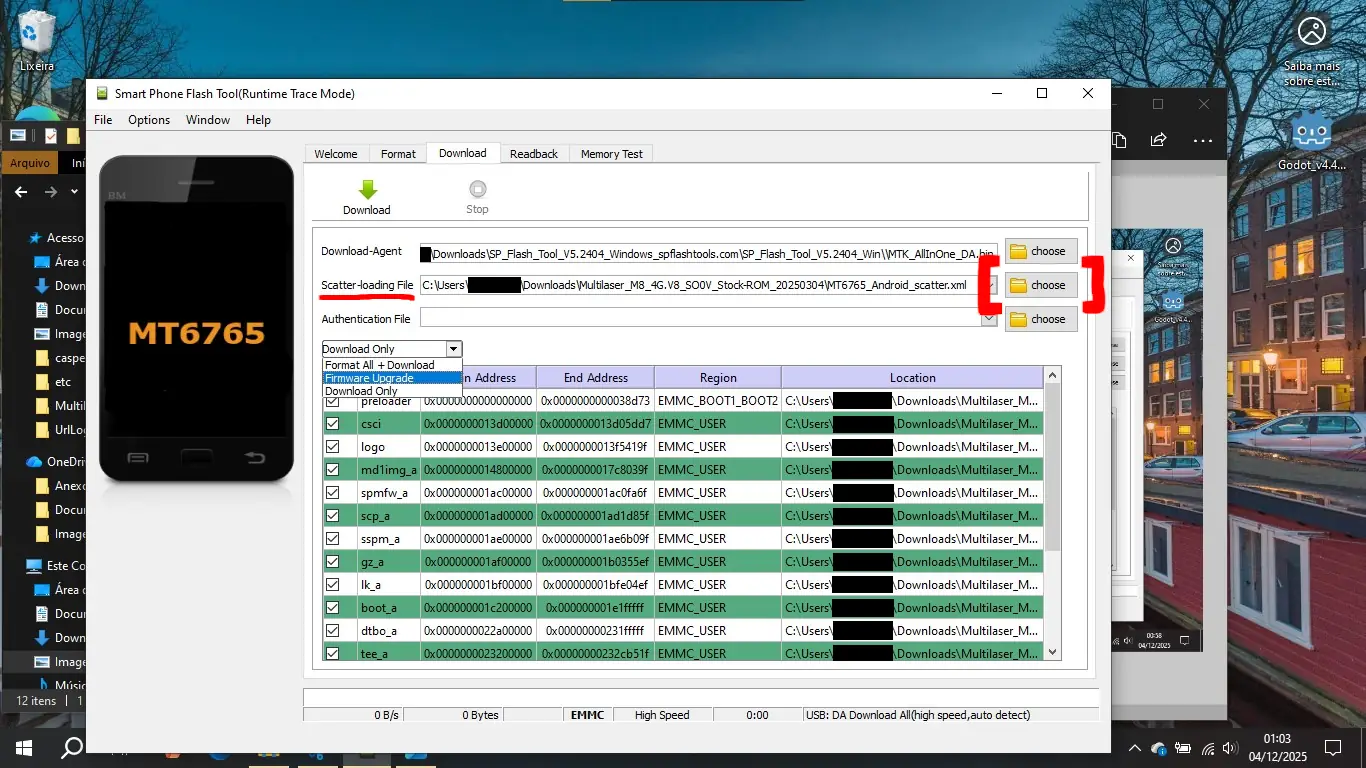 Lixeira
Saiba mais
sobre est...
Godot_v4.4...
Smart Phone Flash Tool(Runtime Trace Mode)
File Options Window Help
Arquivo
Acesso
OneDri
Este Co
12 itens
BM
MT6765
Welcome Format Download Readback Memory Test
Download Stop
Download-Agent \Downloads\SP_Flash_Tool_V5.2404_Windows_spflashtools.com\SP_Flash_Tool_V5.2404_Win\\MTK_AllInOne_DA.bin choose
Scatter-loading File C:\Users\ \Downloads\Multilaser_M8_4G.V8_SO0V_Stock-ROM_20250304\MT6765_Android_scatter.xml choose
Authentication File choose
Download Only
Format All + Download
Firmware Upgrade
Download Only
n Address End Address Region Location
preloader 0x0000000000000000 0x0000000000038d73 EMMC_BOOT1_BOOT2 C:\Users\ \Downloads\Multilaser_M...
csci 0x0000000013d00000 0x0000000013d05dd7 EMMC_USER C:\Users\ \Downloads\Multilaser_M...
logo 0x0000000013e00000 0x0000000013f5419f EMMC_USER C:\Users\ \Downloads\Multilaser_M...
md1img_a 0x0000000014800000 0x0000000017c8039f EMMC_USER C:\Users\ \Downloads\Multilaser_M...
spmfw_a 0x000000001ac00000 0x000000001ac0fa6f EMMC_USER C:\Users\ \Downloads\Multilaser_M...
scp_a 0x000000001ad00000 0x000000001ad1d85f EMMC_USER C:\Users\ \Downloads\Multilaser_M...
sspm_a 0x000000001ae00000 0x000000001ae6b09f EMMC_USER C:\Users\ \Downloads\Multilaser_M...
gz_a 0x000000001af00000 0x000000001b0355ef EMMC_USER C:\Users\ \Downloads\Multilaser_M...
lk_a 0x000000001bf00000 0x000000001bfe04ef EMMC_USER C:\Users\ \Downloads\Multilaser_M...
boot_a 0x000000001c200000 0x000000001e1fffff EMMC_USER C:\Users\ \Downloads\Multilaser_M...
dtbo_a 0x0000000022a00000 0x00000000231fffff EMMC_USER C:\Users\ \Downloads\Multilaser_M...
tee_a 0x0000000023200000 0x00000000232cb51f EMMC_USER C:\Users\ \Downloads\Multilaser_M...
0 B/s 0 Bytes EMMC High Speed 0:00 USB: DA Download All(high speed,auto detect)
00:58
04/12/2025
01:03
04/12/2025